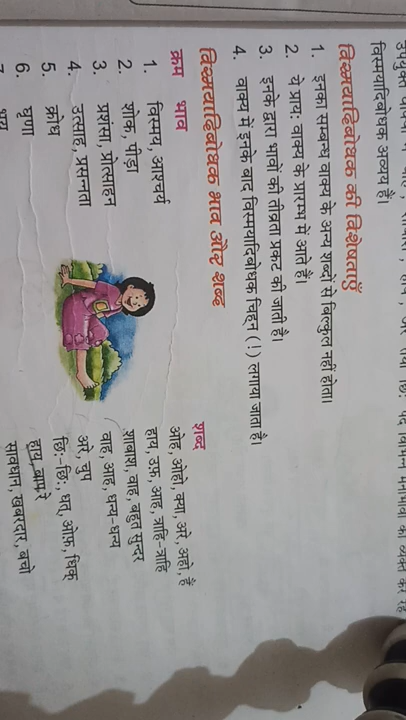 विस्मयादिबोधक अव्यय है।
विस्मयादिबोधक की विशेषताएँ
1. इनका सम्बन्ध वाक्य के अन्य शब्दों से बिल्कुल नहीं होता।
2. ये प्रायः वाक्य के प्रारम्भ में आते हैं।
3. इनके द्वारा भावों की तीव्रता प्रकट की जाती है।
4. वाक्य में इनके बाद विस्मयादिबोधक चिह्न (!) लगाया जाता है।
विस्मयादिबोधक भाव और शब्द
क्रम भाव शब्द
1. विस्मय, आश्चर्य ओह, ओहो, क्या, अरे, अहो, हैं
2. शोक, पीड़ा हाय, उफ, आह, त्राहि-त्राहि
3. प्रशंसा, प्रोत्साहन शाबाश, वाह, बहुत सुन्दर
4. उत्साह, प्रसन्नता वाह, अहा, धन्य-धन्य
5. क्रोध अरे, चुप
6. घृणा छिः-छिः, धत्, ओफ़, धिक्
7. हाय, बाप रे
सावधान, खबरदार, बचो